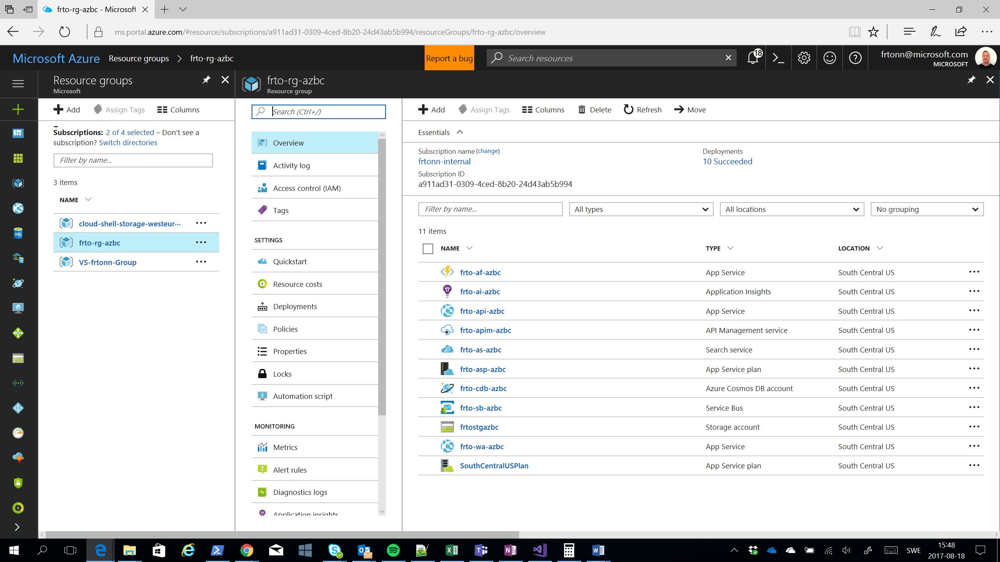 frto-rg-azbc - Microsoft
ms.portal.azure.com/#resource/subscriptions/a911ad31-0309-4ced-8b20-24d43ab5b994/resourceGroups/frto-rg-azbc/overview
Microsoft Azure Resource groups > frto-rg-azbc
Report a bug
Search resources
18
frtonn@microsoft.com
MICROSOFT
Resource groups
Microsoft
Add Assign Tags Columns
Subscriptions: 2 of 4 selected – Don't see a
subscription? Switch directories
Filter by name...
3 items
NAME
cloud-shell-storage-westeur...
frto-rg-azbc
VS-frtonn-Group
frto-rg-azbc
Resource group
Search (Ctrl+/)
Overview
Activity log
Access control (IAM)
Tags
SETTINGS
Quickstart
Resource costs
Deployments
Policies
Properties
Locks
Automation script
MONITORING
Metrics
Alert rules
Diagnostics logs
Application insights
Add Assign Tags Columns Delete Refresh Move
Essentials
Subscription name (change)
frtonn-internal
Subscription ID
a911ad31-0309-4ced-8b20-24d43ab5b994
Deployments
10 Succeeded
Filter by name... All types All locations No grouping
11 items
NAME TYPE LOCATION
frto-af-azbc App Service South Central US
frto-ai-azbc Application Insights South Central US
frto-api-azbc App Service South Central US
frto-apim-azbc API Management service South Central US
frto-as-azbc Search service South Central US
frto-asp-azbc App Service plan South Central US
frto-cdb-azbc Azure Cosmos DB account South Central US
frto-sb-azbc Service Bus South Central US
frtostgazbc Storage account South Central US
frto-wa-azbc App Service South Central US
SouthCentralUSPlan App Service plan South Central US
SWE
15:48
2017-08-18